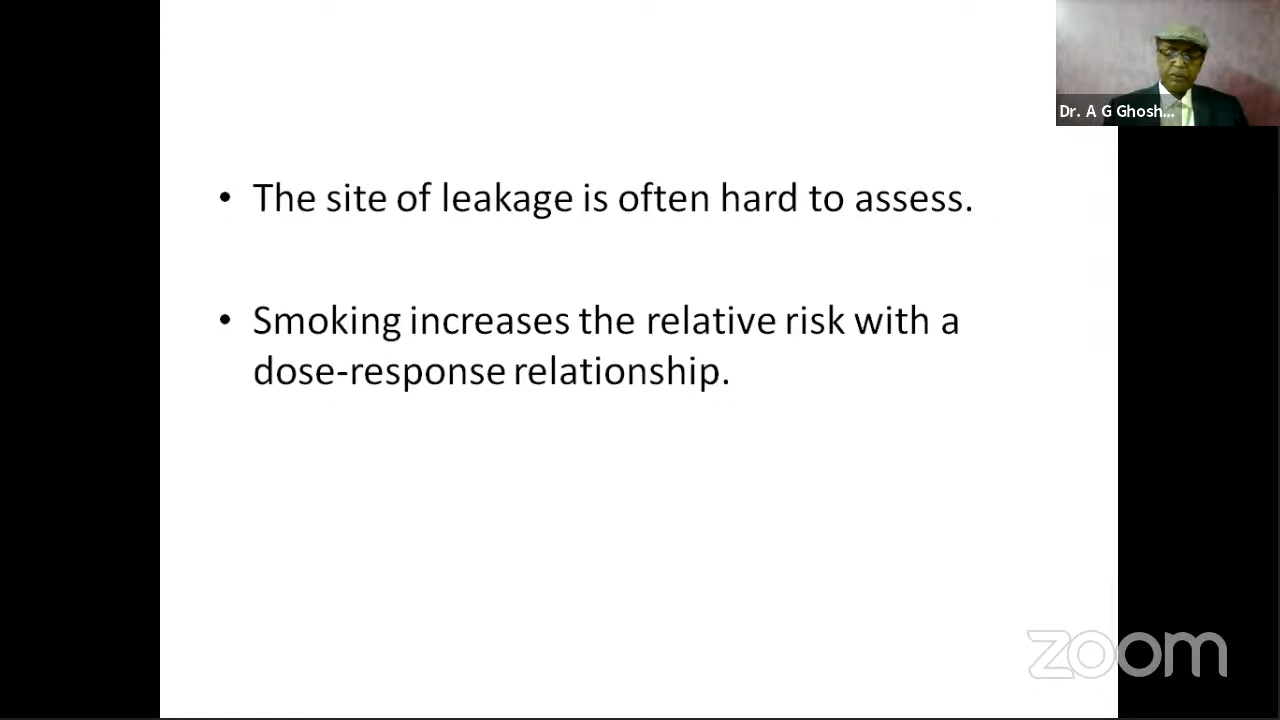 Dr. A G Ghosh...
• The site of leakage is often hard to assess.
• Smoking increases the relative risk with a
dose-response relationship.
zoom